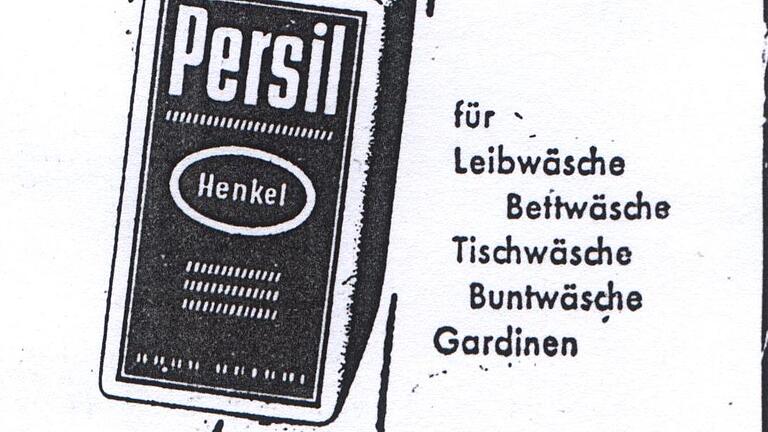 Persil
Henkel
für
Leibwäsche
Bettwäsche
Tischwäsche
Buntwäsche
Gardinen